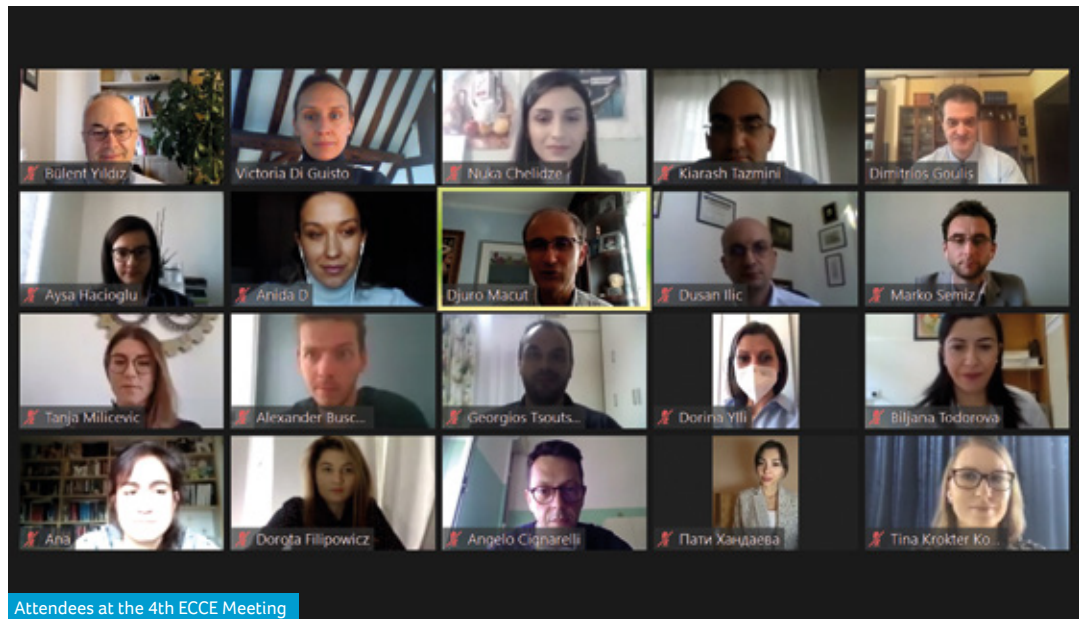 Bülent Yıldız
Victoria Di Guisto
Nuka Chelidze
Kiarash Tazmini
Dimitrios Goulis
Aysa Hacioglu
Anida D
Djuro Macut
Dusan Ilic
Marko Semiz
Tanja Milicevic
Alexander Busc...
Georgios Tsouts...
Dorina Ylli
Biljana Todorova
Ana
Dorota Filipowicz
Angelo Cignarelli
Пати Хандаева
Tina Krokter Ko...
Attendees at the 4th ECCE Meeting